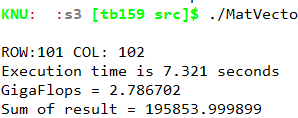 KNU: :s3 [tb159 src]$ ./MatVecto
ROW:101 COL: 102
Execution time is 7.321 seconds
GigaFlops = 2.786702
Sum of result = 195853.999899